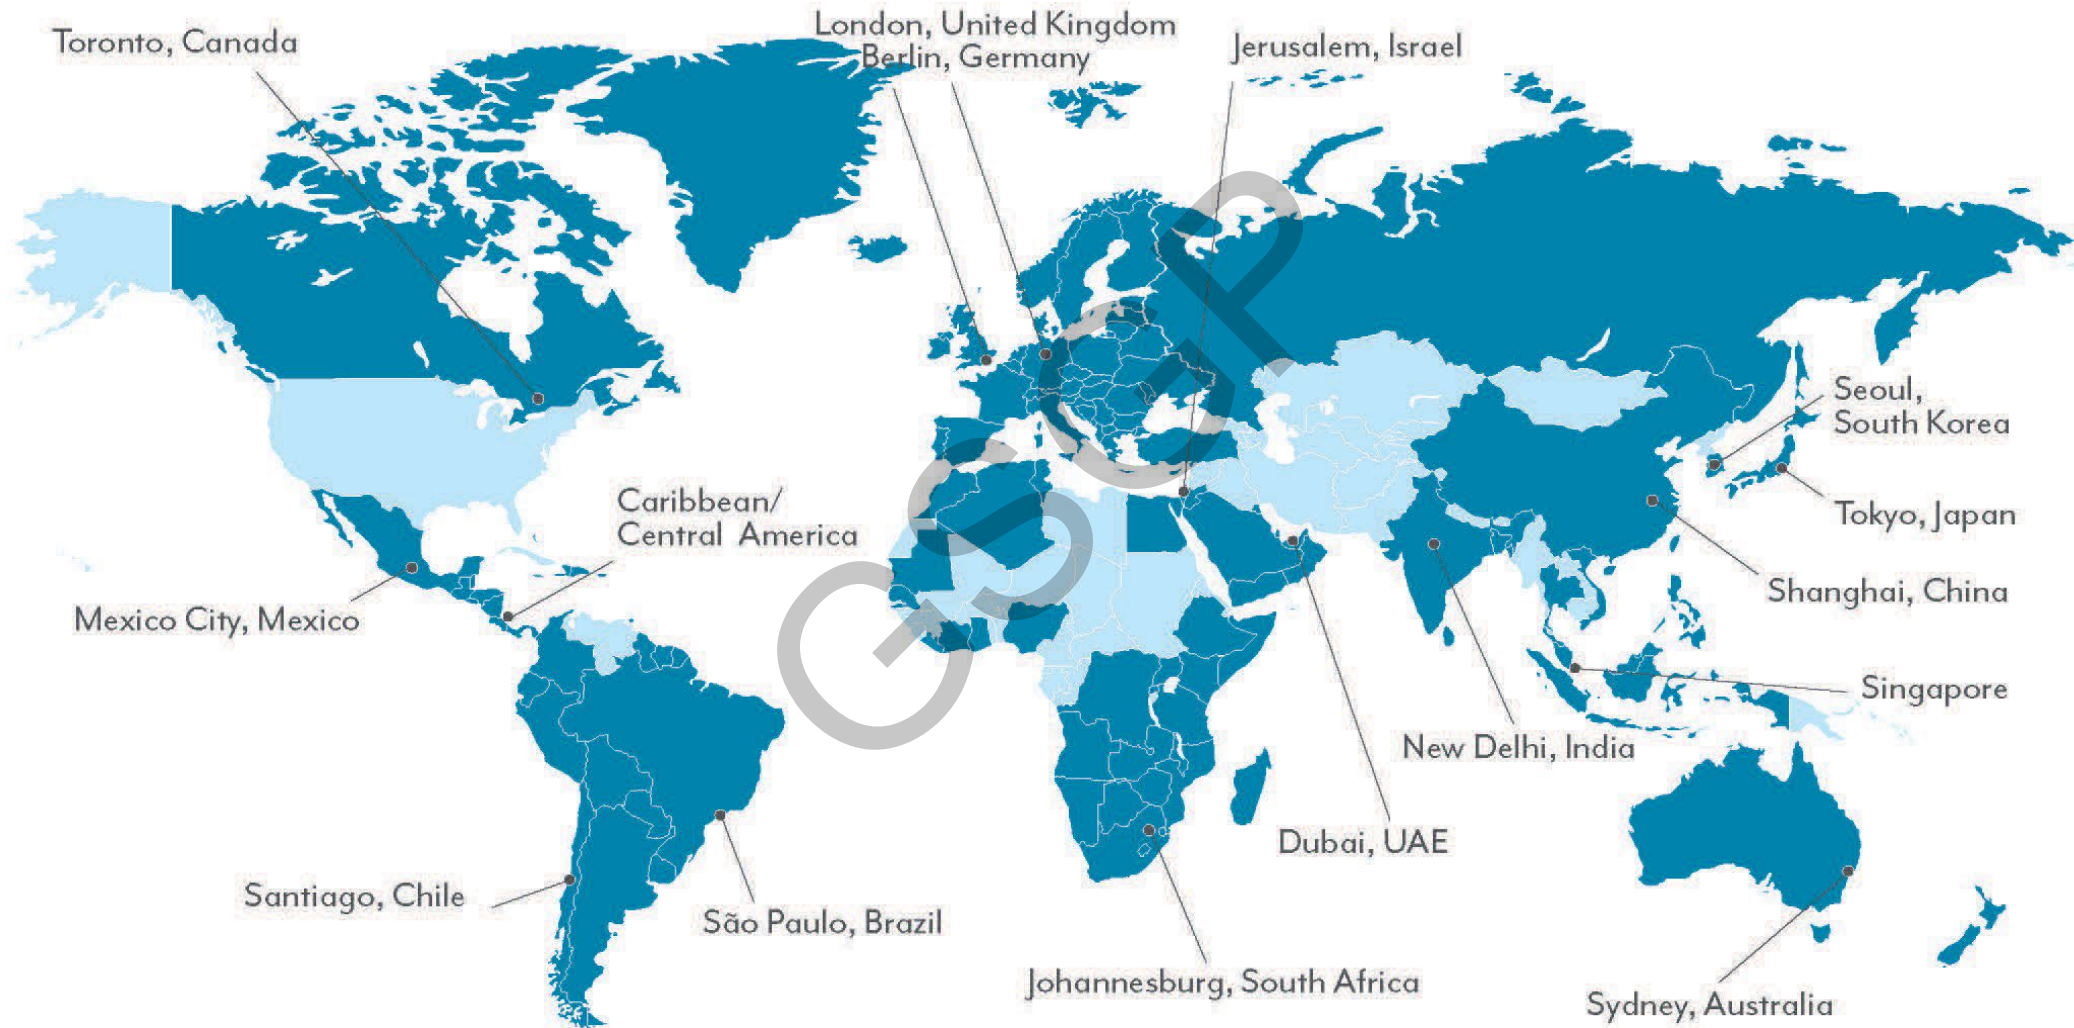 London, United Kingdom
Berlin, Germany
Toronto, Canada
Jerusalem, Israel
Seoul,
South Korea
Caribbean/
Central America
Tokyo, Japan
Shanghai, China
Mexico City, Mexico
Singapore
New Delhi, India
Dubai, UAE
Santiago, Chile
São Paulo, Brazil
Johannesburg, South Africa
Sydney, Australia
GSGP